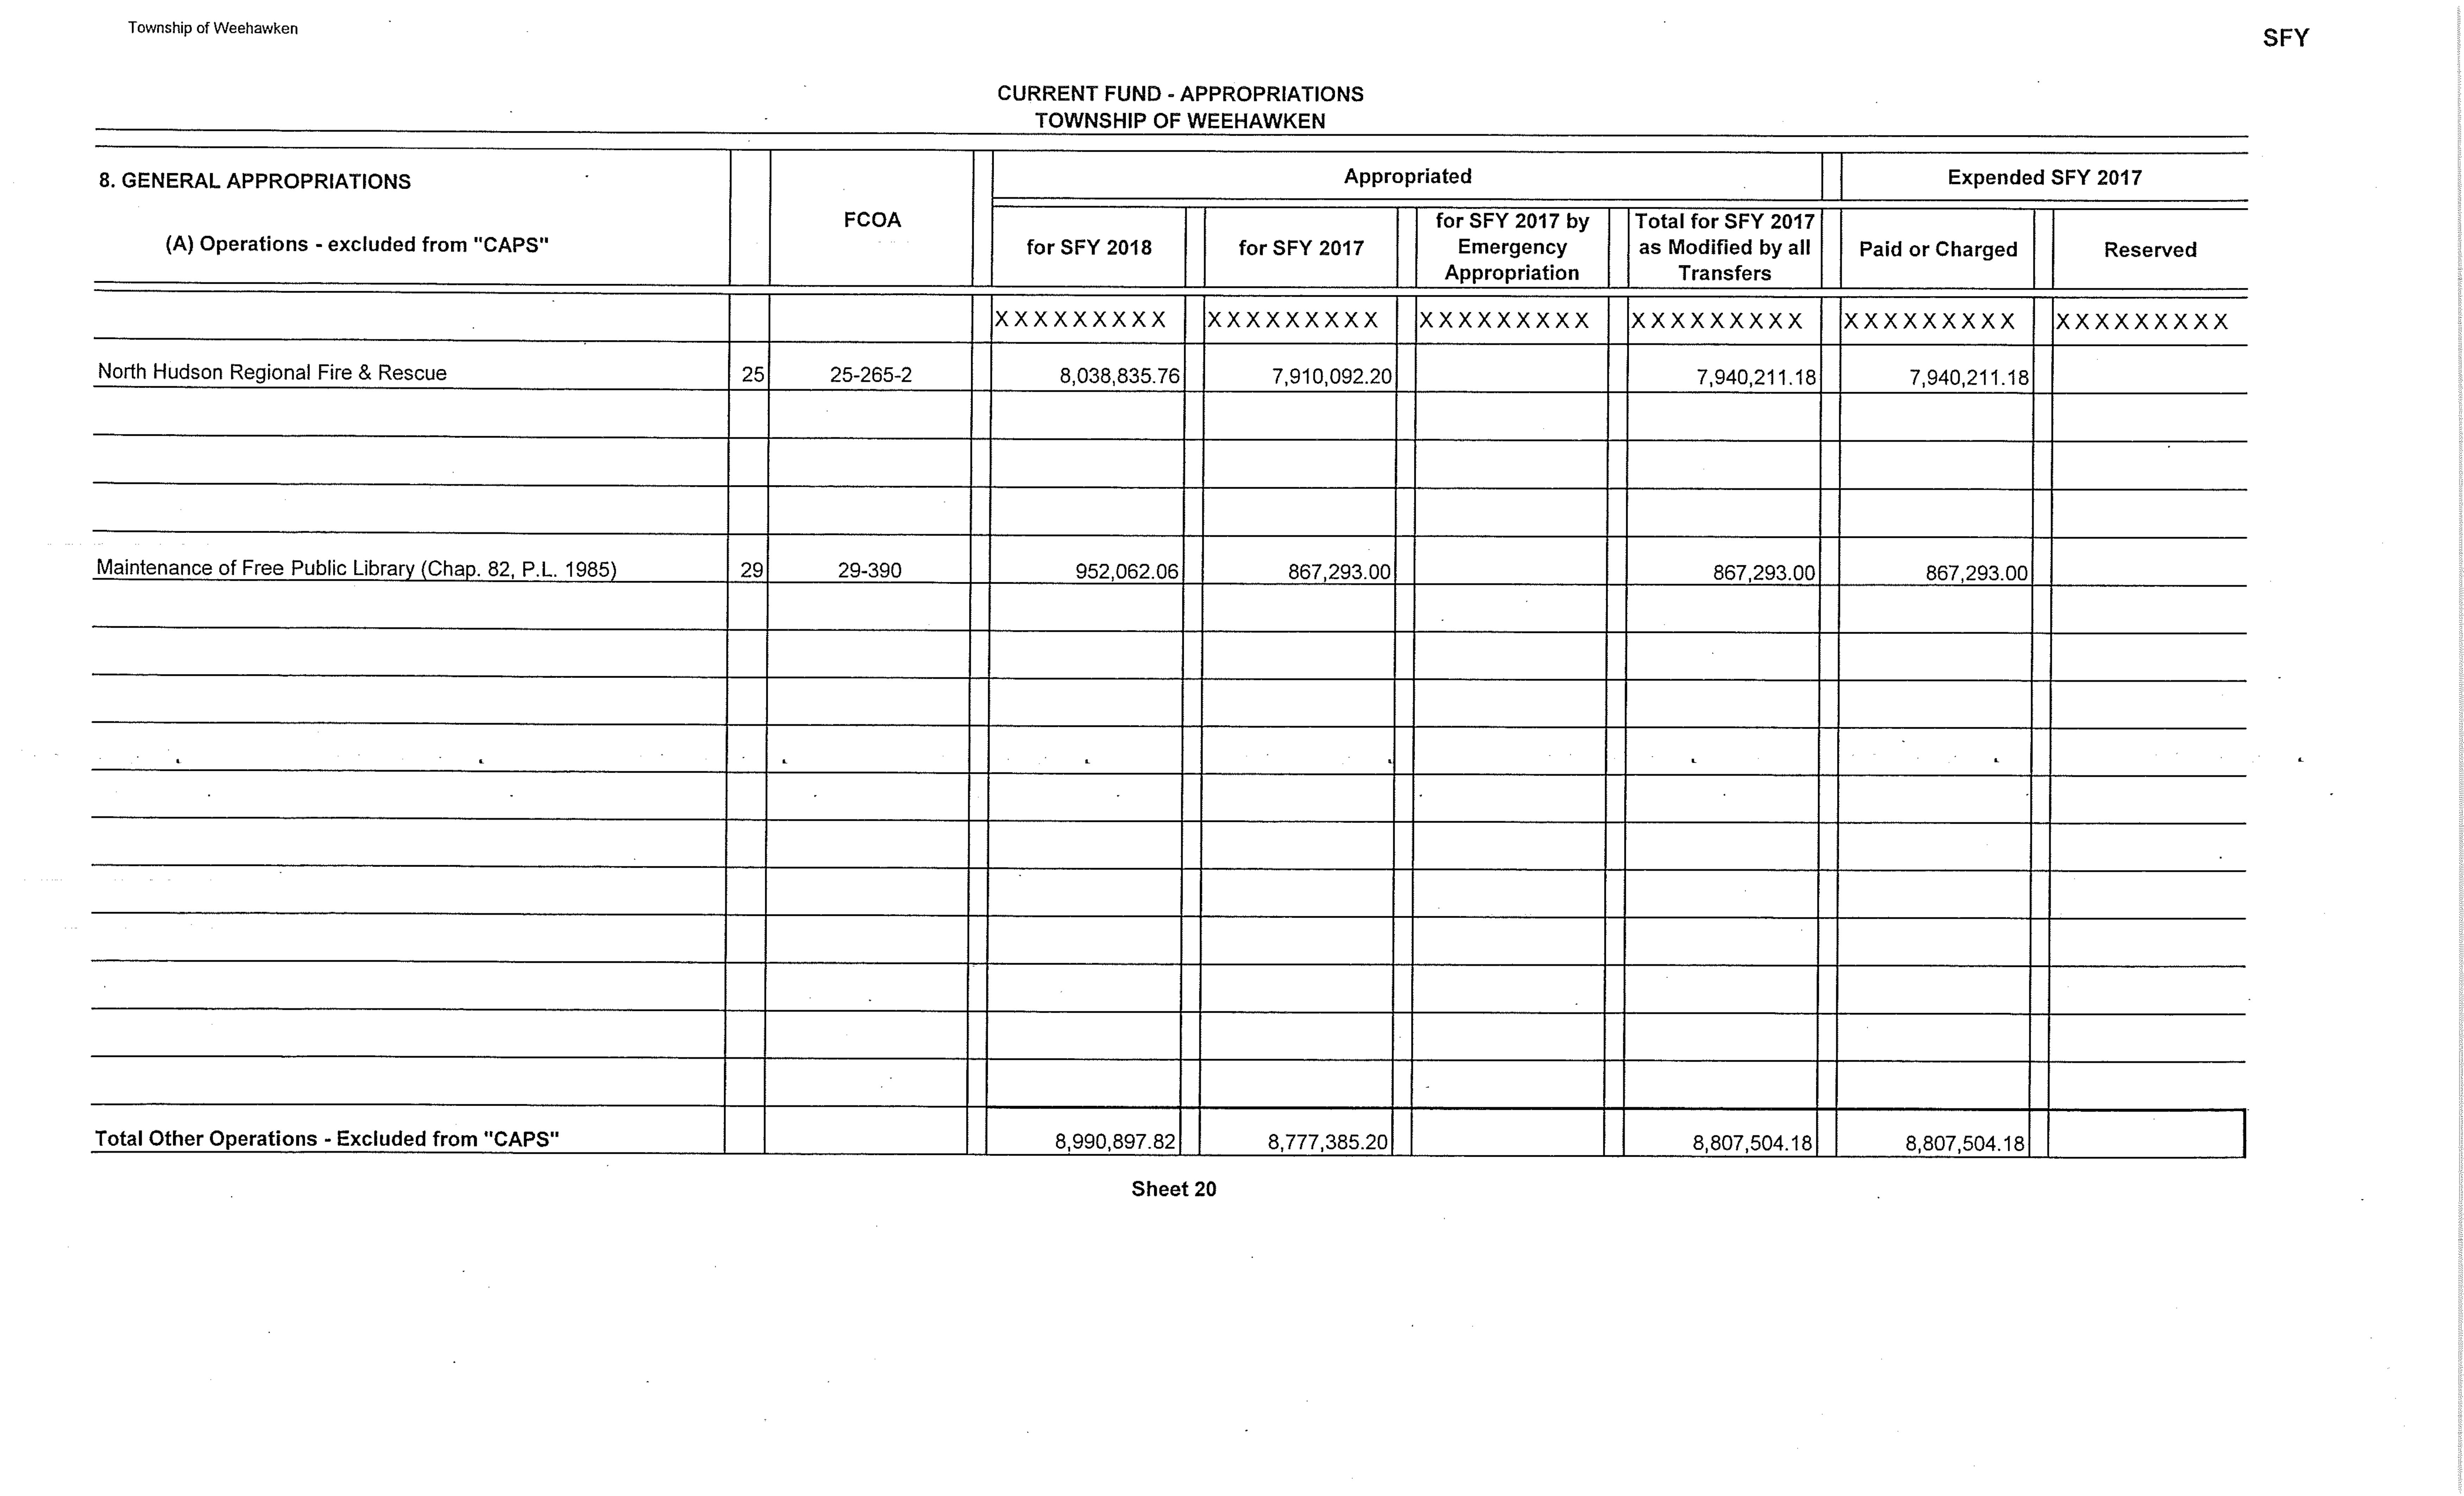 Township of Weehawken
SFY
CURRENT FUND - APPROPRIATIONS
TOWNSHIP OF WEEHAWKEN
8. GENERAL APPROPRIATIONS
(A) Operations - excluded from "CAPS"
FCOA
Appropriated
Expended SFY 2017
for SFY 2018
for SFY 2017
for SFY 2017 by
Emergency
Appropriation
Total for SFY 2017
as Modified by all
Transfers
Paid or Charged
Reserved
XXXXXXXXX XXXXXXXXX XXXXXXXXX XXXXXXXXX XXXXXXXXX XXXXXXXXX
North Hudson Regional Fire & Rescue 25 25-265-2 8,038,835.76 7,910,092.20 7,940,211.18 7,940,211.18
Maintenance of Free Public Library (Chap. 82, P.L. 1985) 29 29-390 952,062.06 867,293.00 867,293.00 867,293.00
Total Other Operations - Excluded from "CAPS" 8,990,897.82 8,777,385.20 8,807,504.18 8,807,504.18
Sheet 20